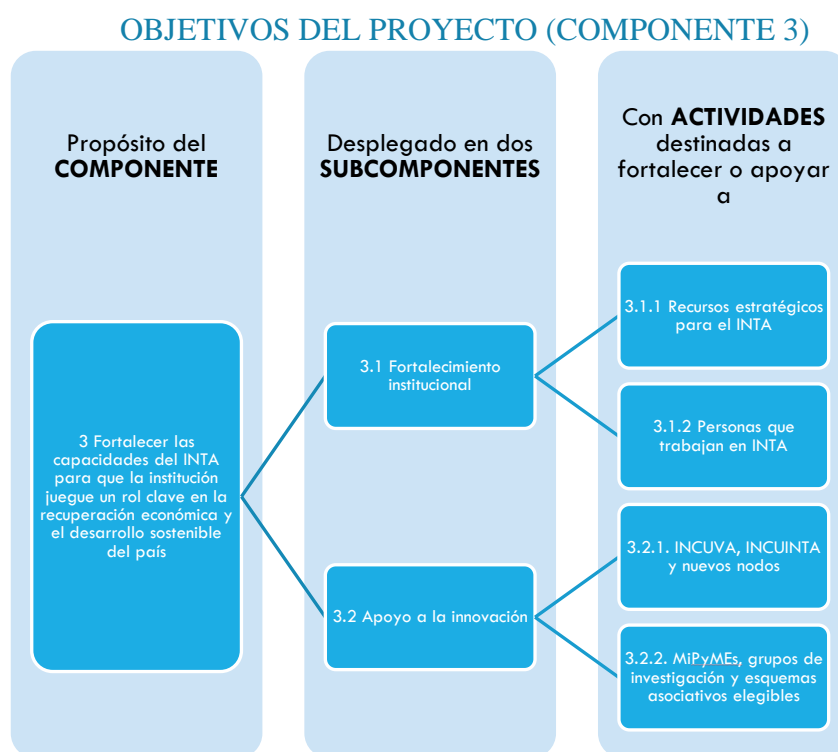 OBJETIVOS DEL PROYECTO (COMPONENTE 3)
Propósito del
COMPONENTE
3 Fortalecer las
capacidades del INTA
para que la institución
juegue un rol clave en la
recuperación económica y
el desarrollo sostenible
del país
Desplegado en dos
SUBCOMPONENTES
3.1 Fortalecimiento
institucional
3.2 Apoyo a la innovación
Con ACTIVIDADES
destinadas a
fortalecer o apoyar
a
3.1.1 Recursos estratégicos
para el INTA
3.1.2 Personas que
trabajan en INTA
3.2.1. INCUVA, INCUINTA
y nuevos nodos
3.2.2. MiPyMEs, grupos de
investigación y esquemas
asociativos elegibles